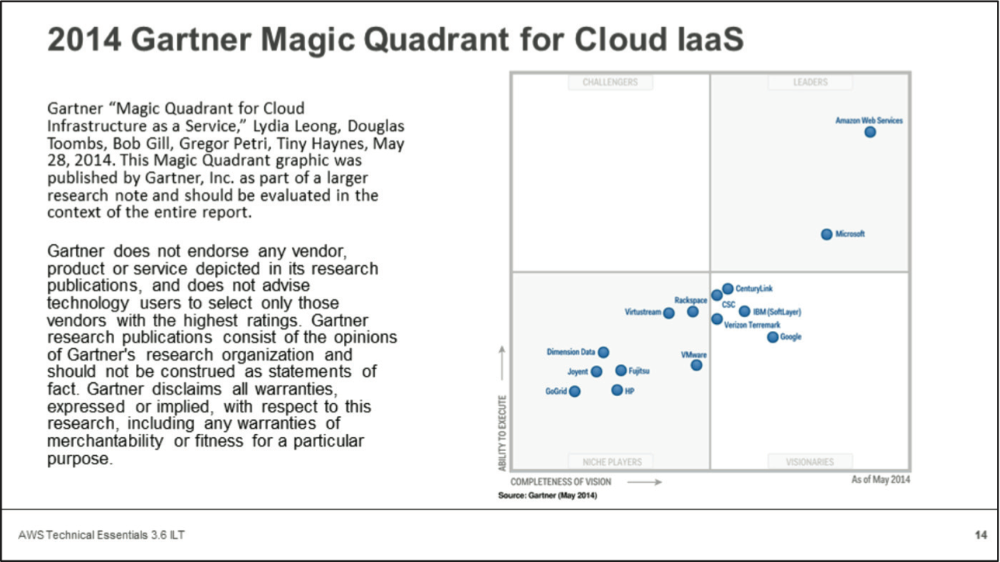 2014 Gartner Magic Quadrant for Cloud IaaS
Gartner “Magic Quadrant for Cloud
Infrastructure as a Service,” Lydia Leong, Douglas
Toombs, Bob Gill, Gregor Petri, Tiny Haynes, May
28, 2014. This Magic Quadrant graphic was
published by Gartner, Inc. as part of a larger
research note and should be evaluated in the
context of the entire report.
Gartner does not endorse any vendor,
product or service depicted in its research
publications, and does not advise
technology users to select only those
vendors with the highest ratings. Gartner
research publications consist of the opinions
of Gartner's research organization and
should not be construed as statements of
fact. Gartner disclaims all warranties,
expressed or implied, with respect to this
research, including any warranties of
merchantability or fitness for a particular
purpose.
CHALLENGERS
LEADERS
Amazon Web Services
Microsoft
CenturyLink
Rackspace
CSC
Virtustream
IBM (SoftLayer)
Verizon Terremark
Google
Dimension Data
VMware
Joyent
Fujitsu
GoGrid
HP
ABILITY TO EXECUTE
NICHE PLAYERS
VISIONARIES
COMPLETENESS OF VISION
As of May 2014
Source: Gartner (May 2014)
AWS Technical Essentials 3.6 ILT
14